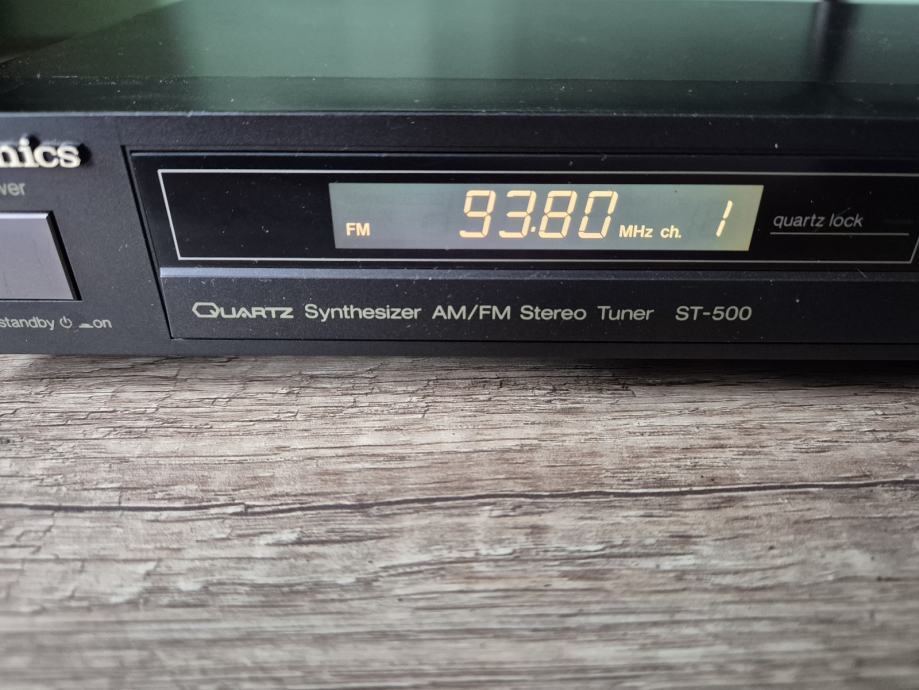 nics
wer
standby ⏻ ▂on
FM 93.80 MHz ch. 1
quartz lock
QUARTZ Synthesizer AM/FM Stereo Tuner ST-500